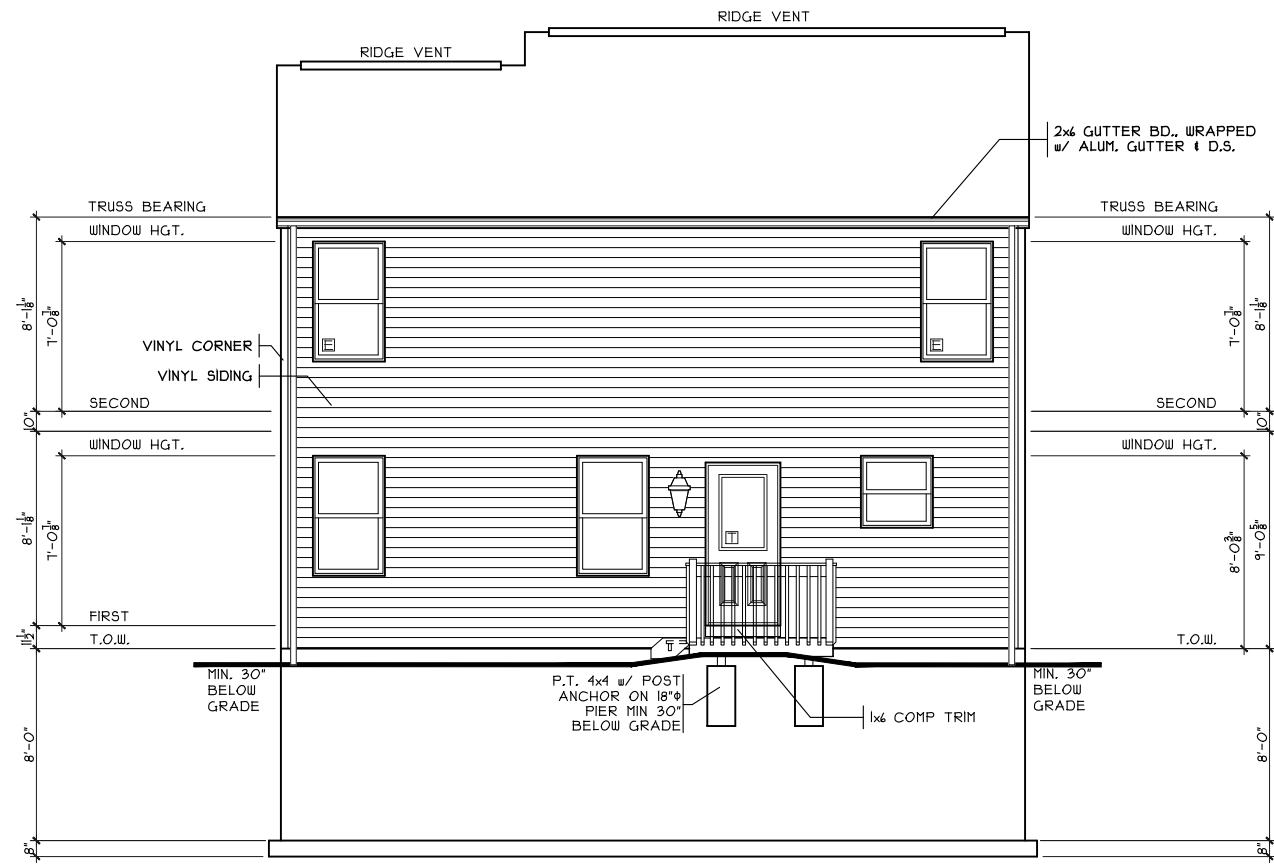 RIDGE VENT
RIDGE VENT
2x6 GUTTER BD., WRAPPED
w/ ALUM. GUTTER & D.S.
TRUSS BEARING
TRUSS BEARING
WINDOW HGT.
WINDOW HGT.
8'-1 1/8"
7'-0 7/8"
7'-0 7/8"
8'-1 1/8"
E
E
VINYL CORNER
VINYL SIDING
SECOND
SECOND
10"
10"
WINDOW HGT.
WINDOW HGT.
8'-1 1/8"
7'-0 7/8"
8'-0 3/8"
9'-0 5/8"
T
FIRST
11 1/2"
T.O.W.
T.O.W.
T
MIN. 30"
BELOW
GRADE
P.T. 4x4 w/ POST
ANCHOR ON 18"Φ
PIER MIN 30"
BELOW GRADE
MIN. 30"
BELOW
GRADE
1x6 COMP TRIM
8'-0"
8'-0"
8"
8"